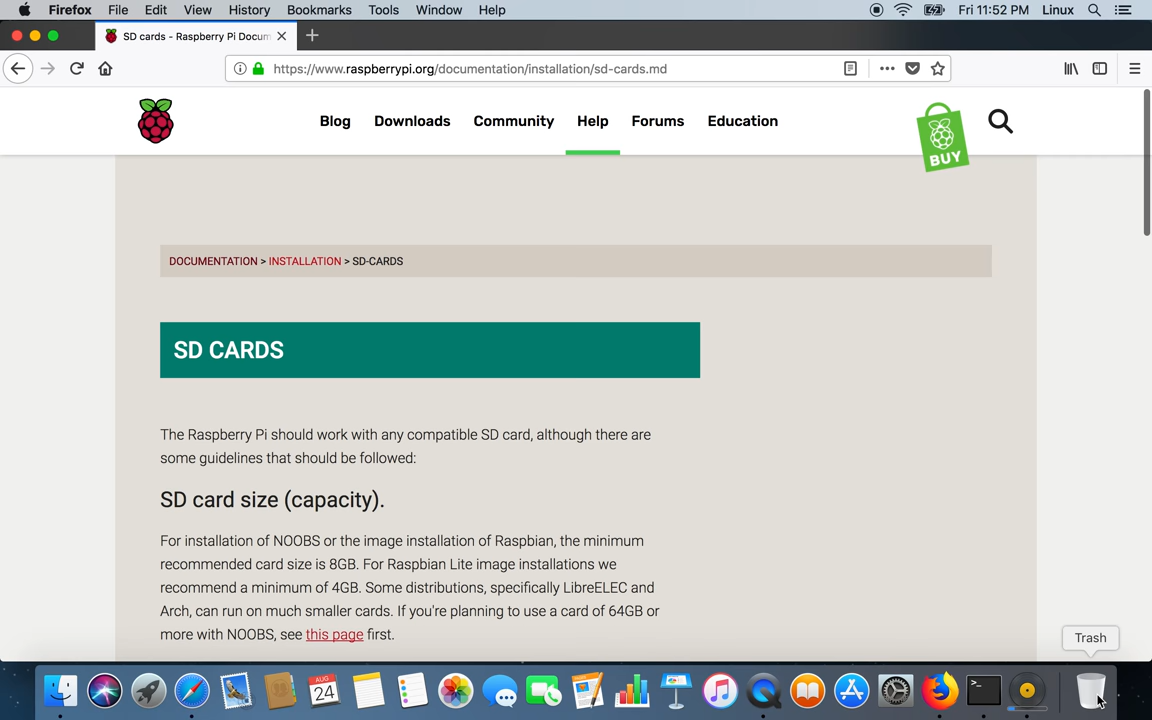 Firefox File Edit View History Bookmarks Tools Window Help Fri 11:52 PM Linux
SD cards - Raspberry Pi Docum
https://www.raspberrypi.org/documentation/installation/sd-cards.md
Blog Downloads Community Help Forums Education
BUY
DOCUMENTATION > INSTALLATION > SD-CARDS
SD CARDS
The Raspberry Pi should work with any compatible SD card, although there are
some guidelines that should be followed:
SD card size (capacity).
For installation of NOOBS or the image installation of Raspbian, the minimum
recommended card size is 8GB. For Raspbian Lite image installations we
recommend a minimum of 4GB. Some distributions, specifically LibreELEC and
Arch, can run on much smaller cards. If you're planning to use a card of 64GB or
more with NOOBS, see this page first.
Trash
AUG
24